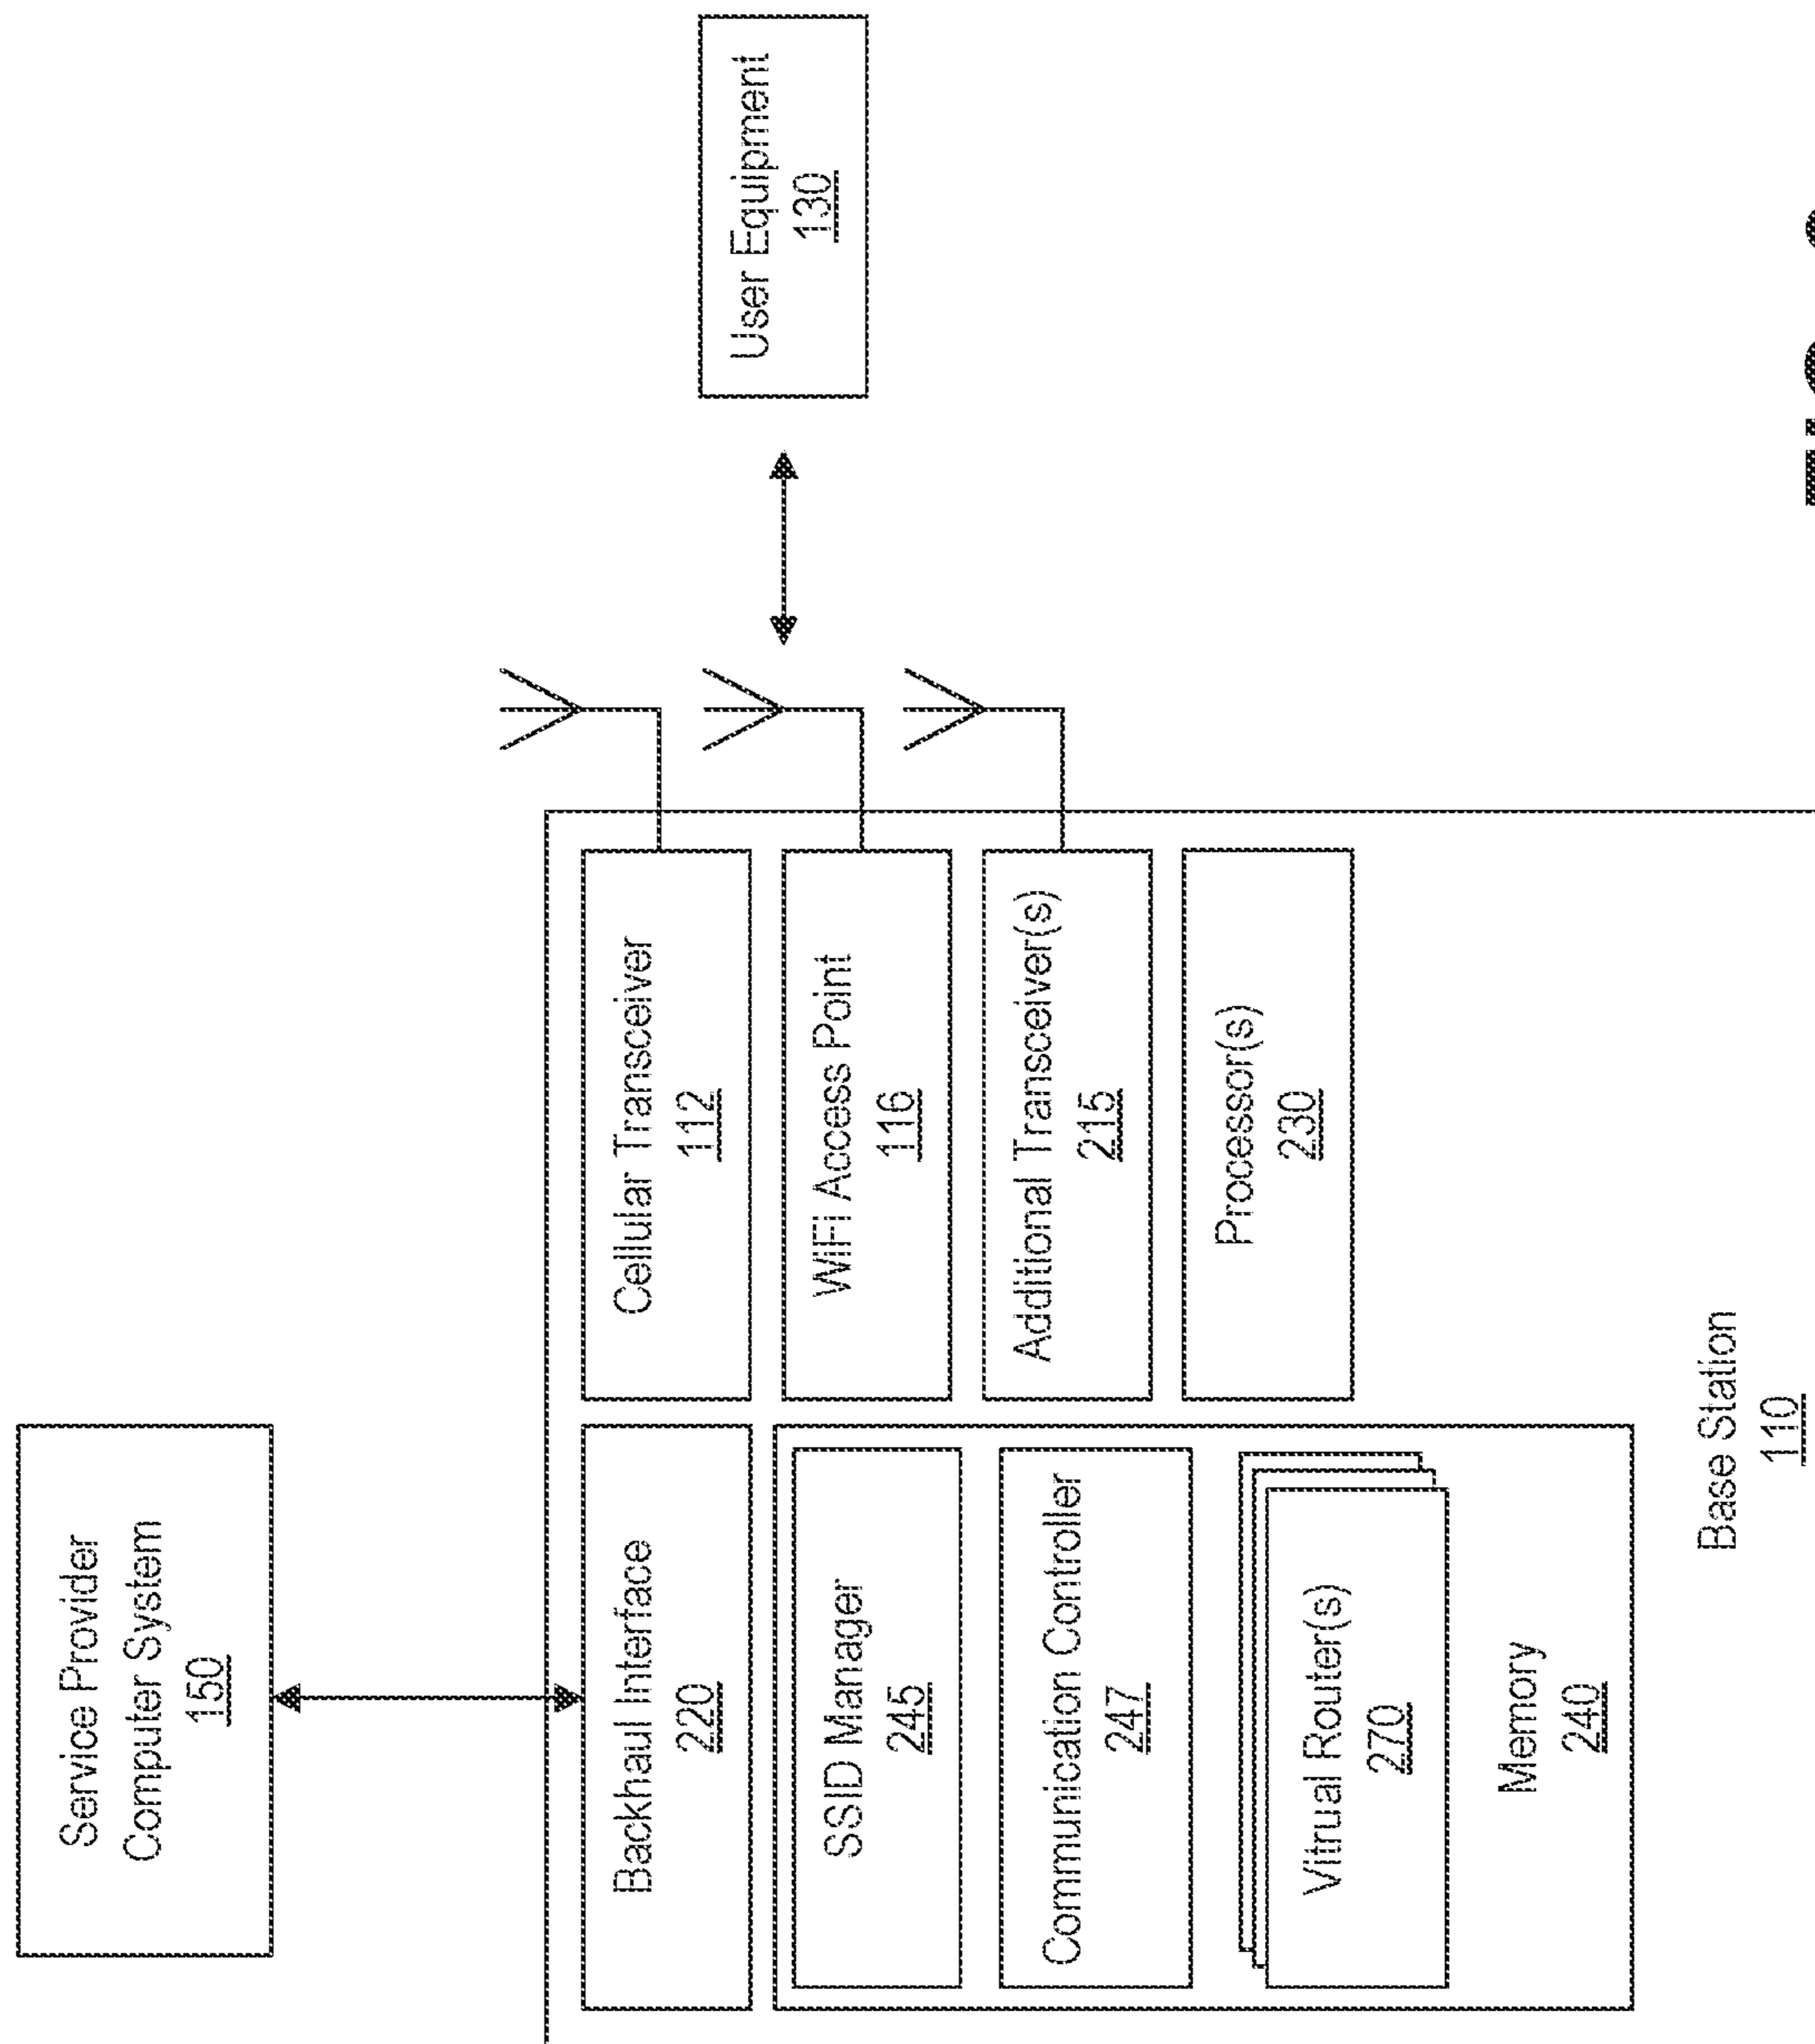 Service Provider
Computer System
150
Backhaul Interface
220
Cellular Transceiver
112
SSID Manager
245
WiFi Access Point
116
User Equipment
130
Communication Controller
247
Additional Transceiver(s)
215
Vitrual Router(s)
270
Processor(s)
230
Memory
240
Base Station
110